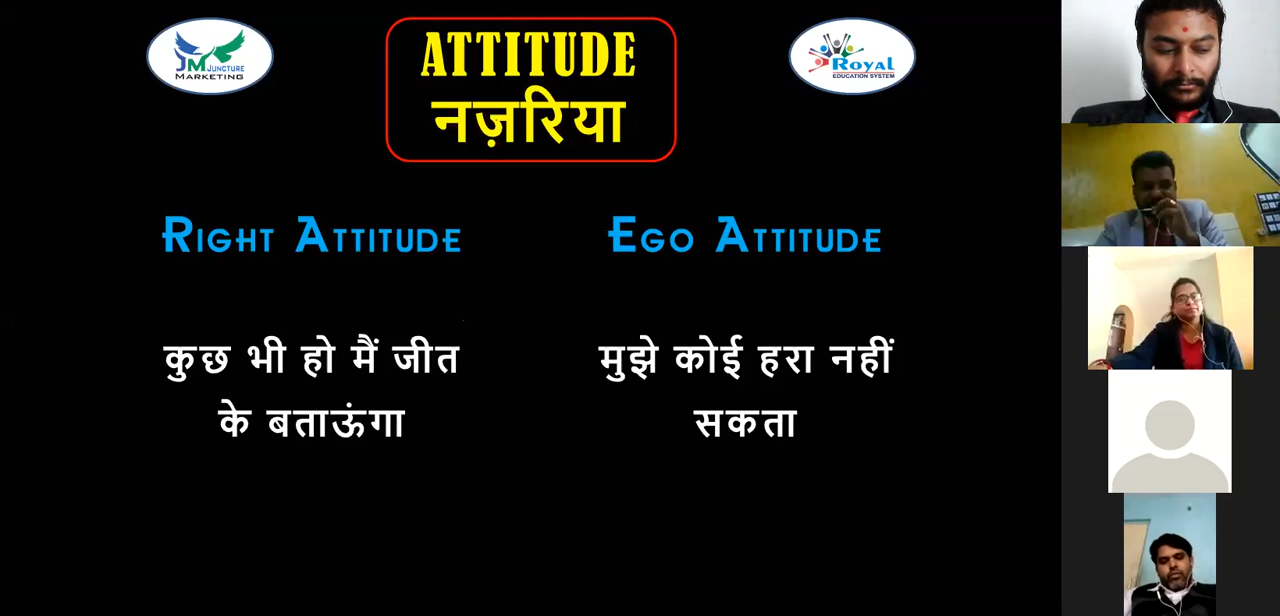 JM JUNCTURE
MARKETING
ATTITUDE
नज़रिया
Royal
EDUCATION SYSTEM
RIGHT ATTITUDE
EGO ATTITUDE
कुछ भी हो मैं जीत
के बताऊंगा
मुझे कोई हरा नहीं
सकता